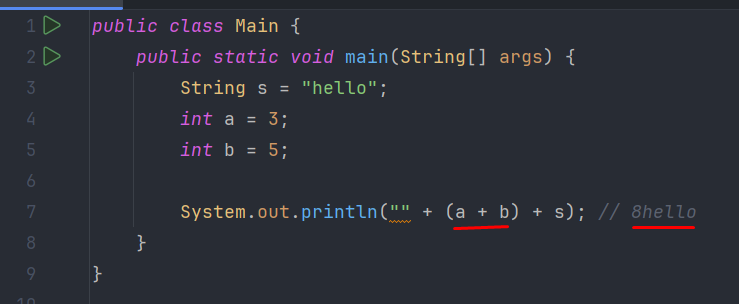 1 public class Main {
2 public static void main(String[] args) {
3 String s = "hello";
4 int a = 3;
5 int b = 5;
6
7 System.out.println("" + (a + b) + s); // 8hello
8 }
9 }
10